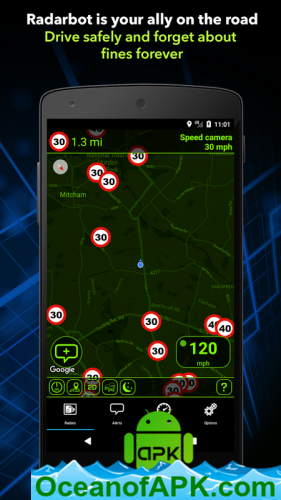 Radarbot is your ally on the road
Drive safely and forget about
fines forever
11:01
30
1.3 mi
Speed camera
30 mph
30
30
30
Mitcham
30
30
30
40
30
120
mph
Google
2D
30
30
30
?
Radars
Alerts
Options
APK
OceanofAPK.com